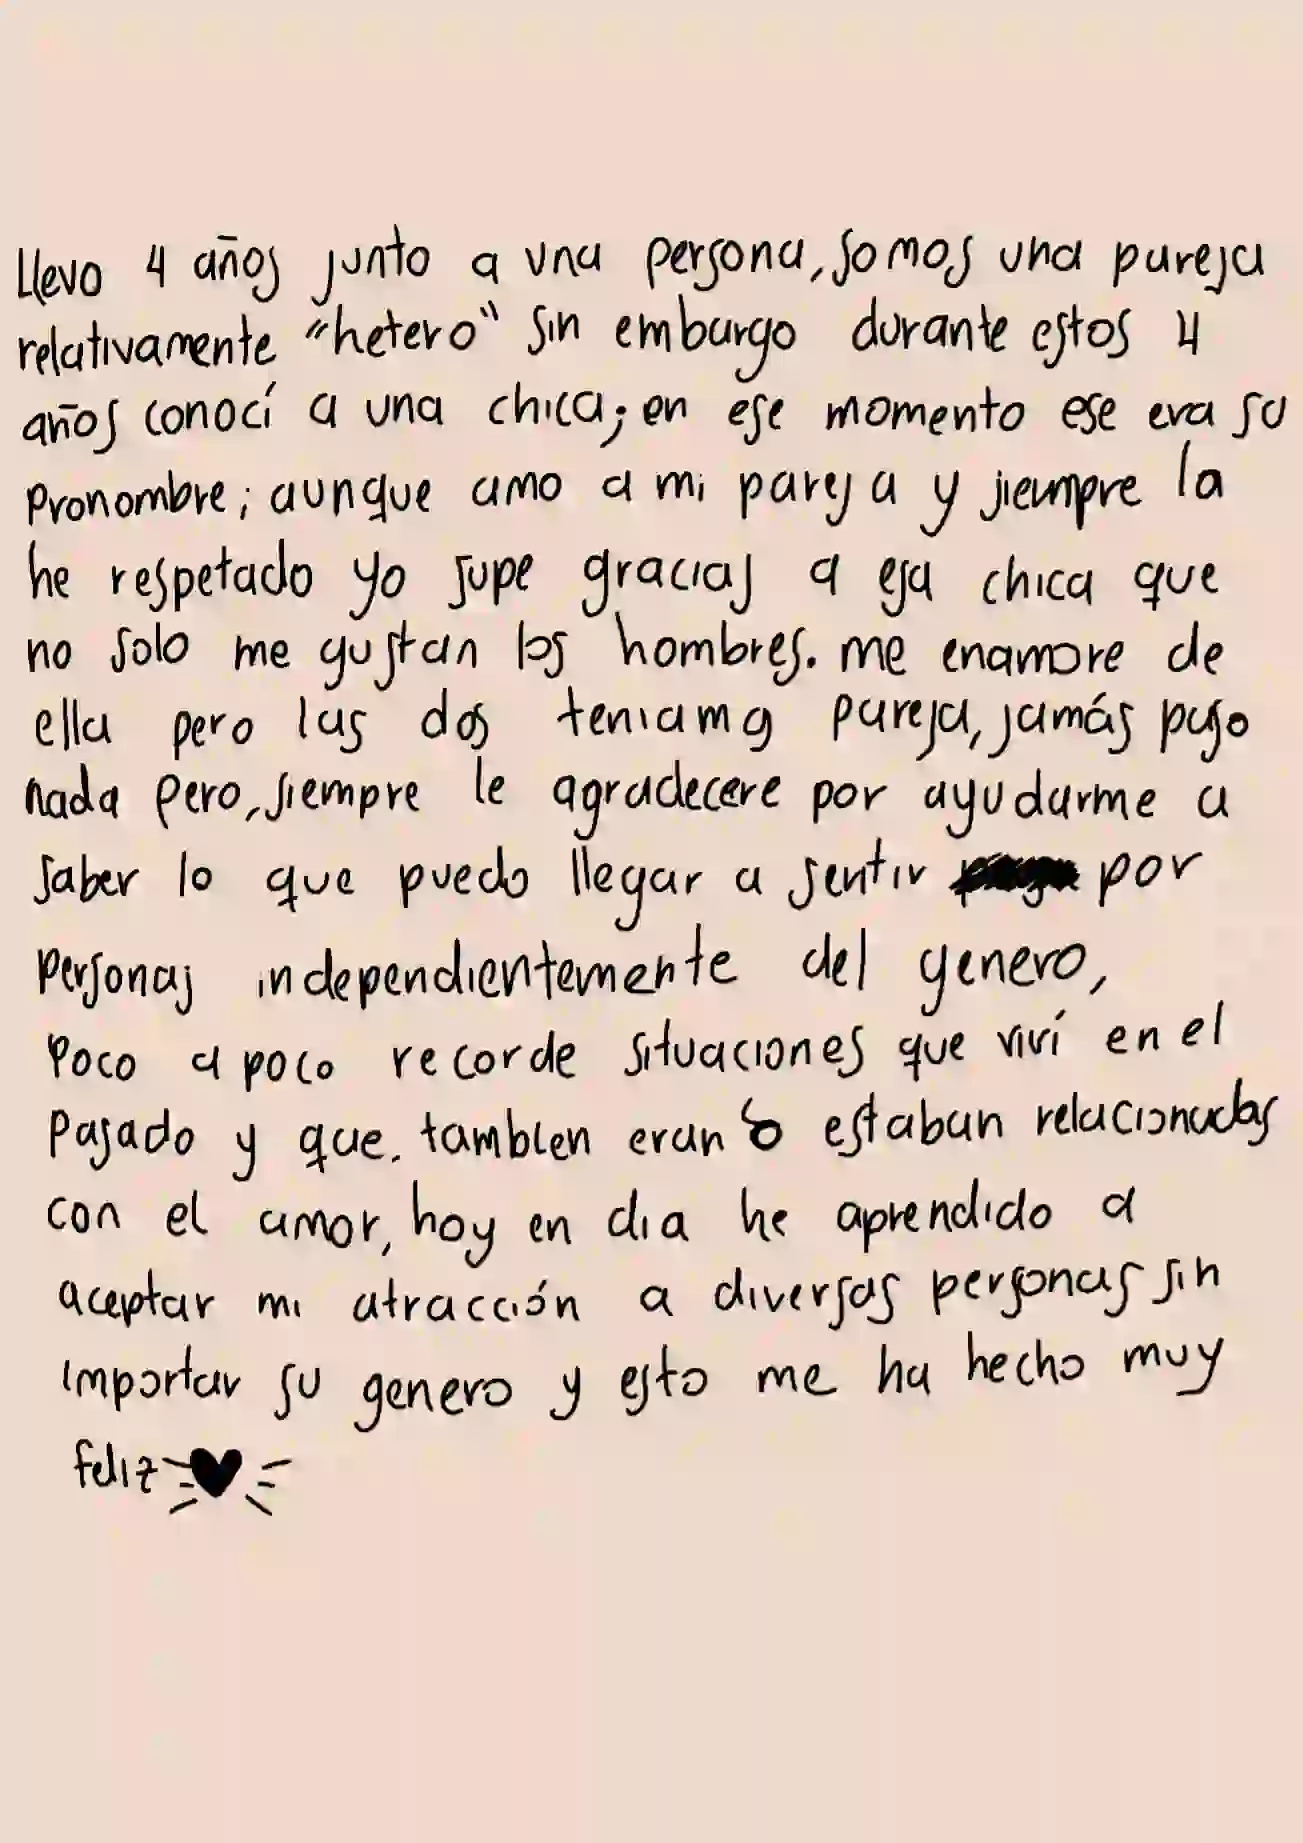 Llevo 4 años junto a una persona, somos una pareja
relativamente "hetero" sin embargo durante estos 4
años conocí a una chica; en ese momento ese era su
pronombre; aunque amo a mi pareja y siempre la
he respetado yo supe gracias a esa chica que
no solo me gustan los hombres. me enamore de
ella pero las dos teniamos pareja, jamás paso
nada pero, siempre le agradecere por ayudarme a
saber lo que puedo llegar a sentir por
personas independientemente del genero,
Poco a poco recorde situaciones que viví en el
pasado y que. tambien eran o estaban relacionados
con el amor, hoy en dia he aprendido a
aceptar mi atracción a diversas personas sin
importar su genero y esto me ha hecho muy
feliz